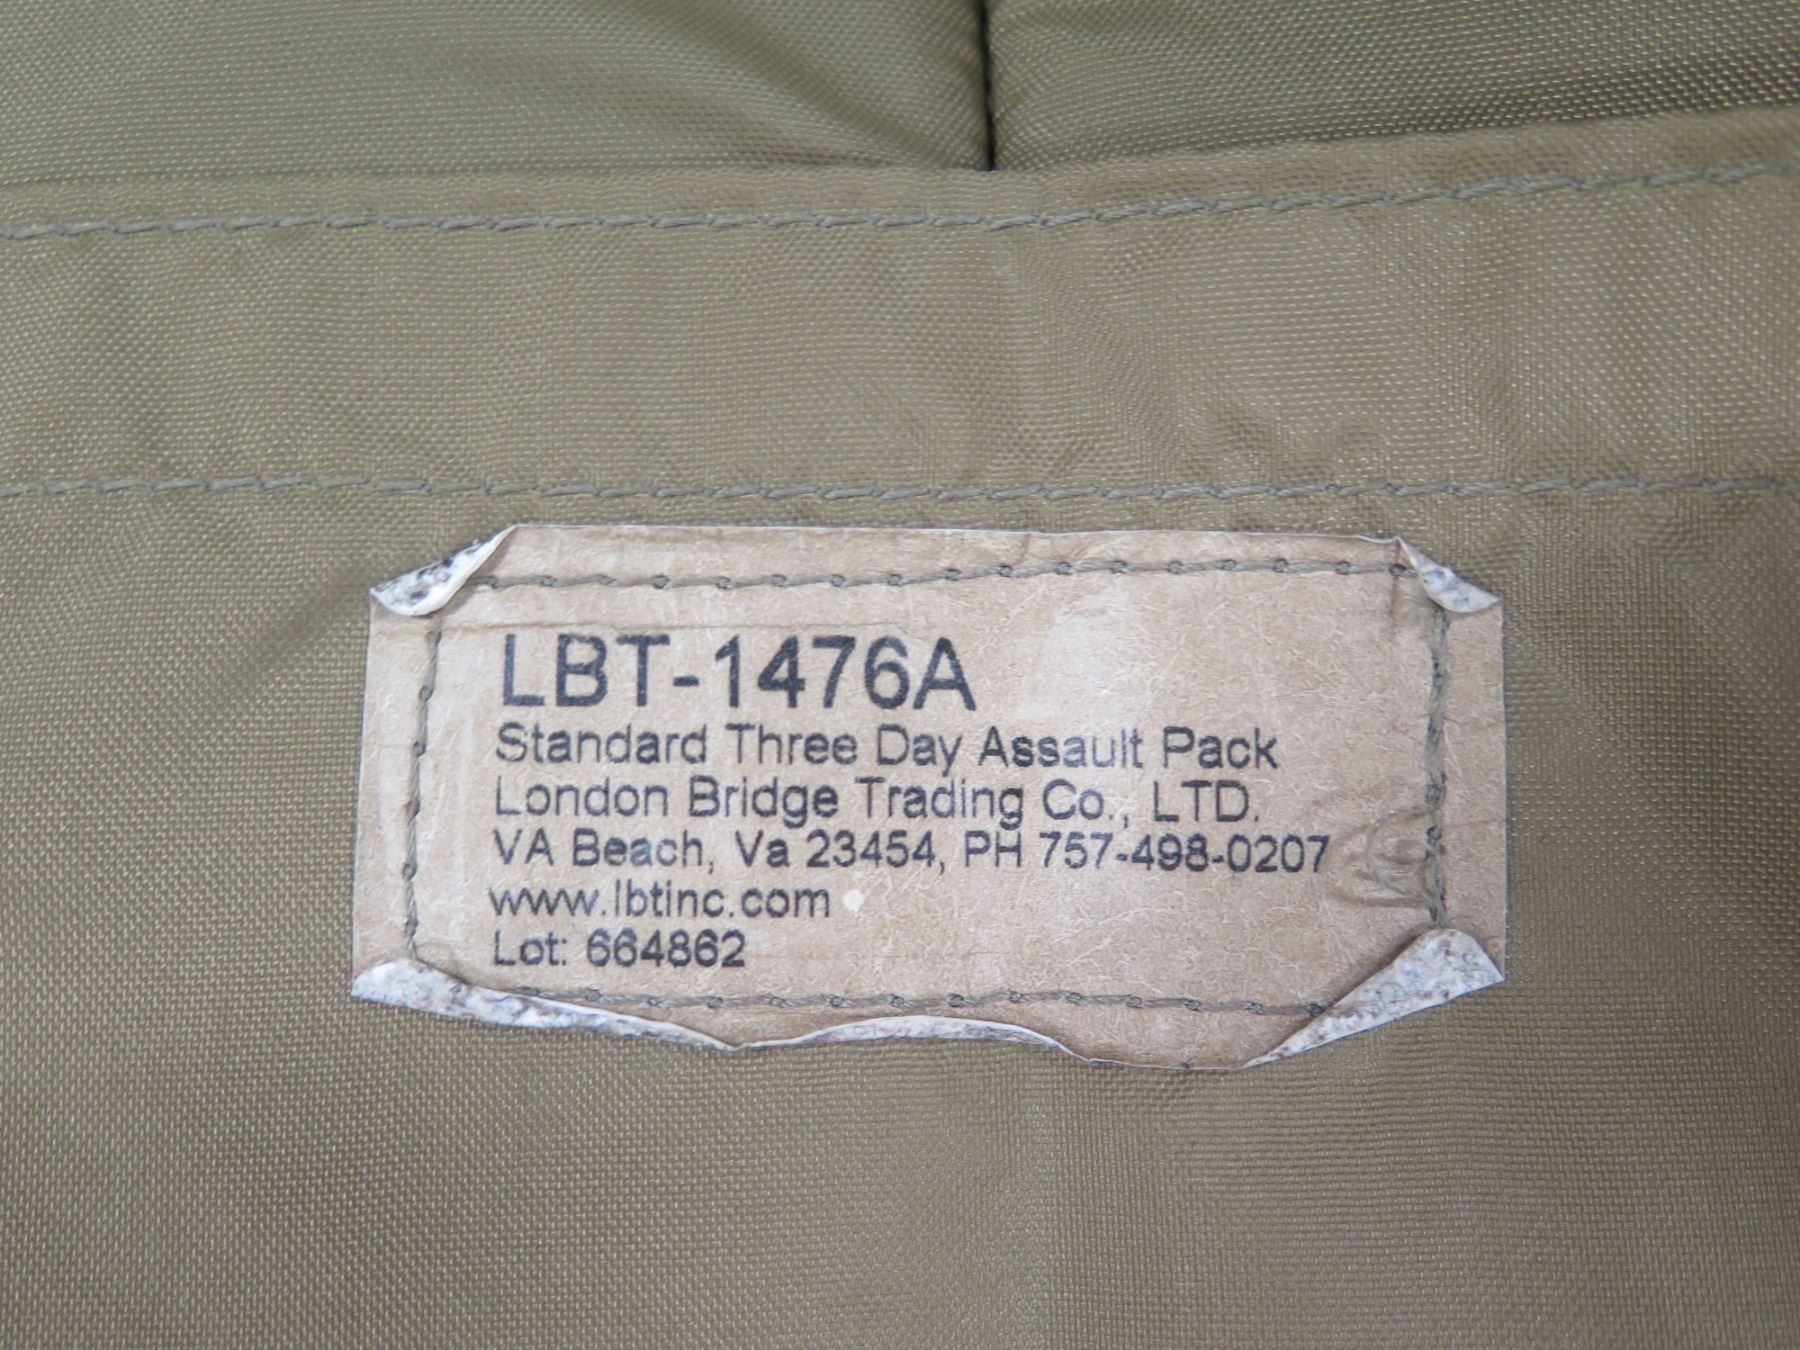 LBT-1476A
Standard Three Day Assault Pack
London Bridge Trading Co., LTD.
VA Beach, Va 23454, PH 757-498-0207
www.lbtinc.com
Lot: 664862